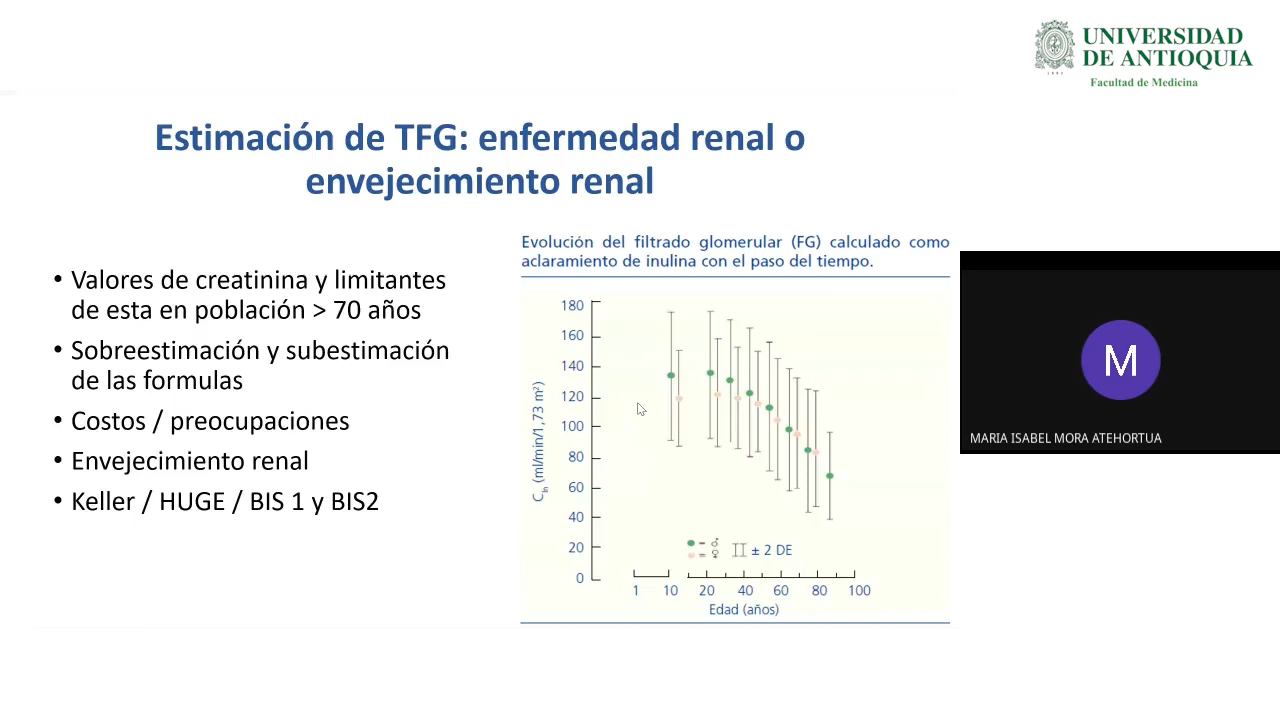 UNIVERSIDAD
DE ANTIOQUIA
Facultad de Medicina
Estimación de TFG: enfermedad renal o
envejecimiento renal
• Valores de creatinina y limitantes
de esta en población > 70 años
• Sobreestimación y subestimación
de las formulas
• Costos / preocupaciones
• Envejecimiento renal
• Keller / HUGE / BIS 1 y BIS2
Evolución del filtrado glomerular (FG) calculado como
aclaramiento de inulina con el paso del tiempo.
180
160
140
120
100
80
60
40
20
0
C_In (ml/min/1,73 m²)
= ♂
= ♀
± 2 DE
1 10 20 40 60 80 100
Edad (años)
M
MARIA ISABEL MORA ATEHORTUA